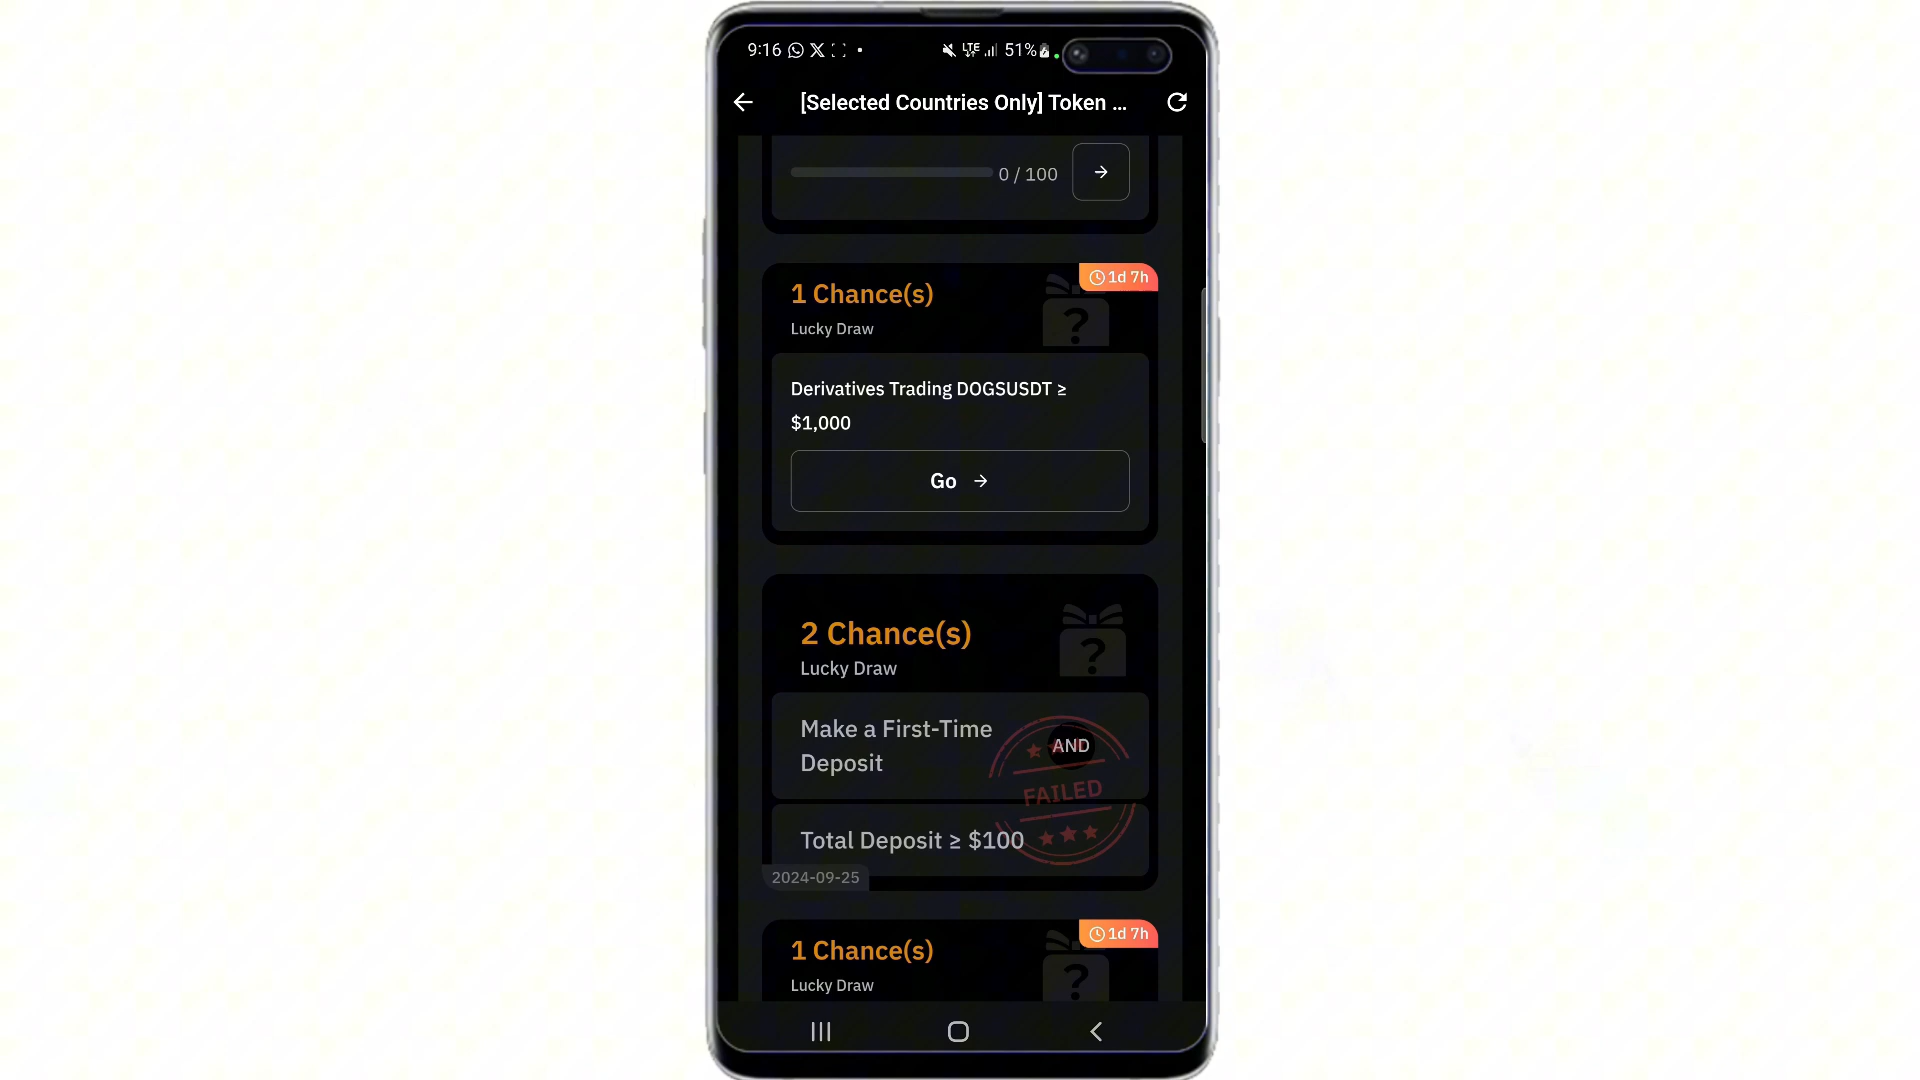 9:16
LTE
51%
[Selected Countries Only] Token ...
0 / 100
1d 7h
1 Chance(s)
Lucky Draw
?
Derivatives Trading DOGSUSDT ≥
$1,000
Go →
2 Chance(s)
Lucky Draw
?
Make a First-Time
Deposit
AND
FAILED
Total Deposit ≥ $100
2024-09-25
1d 7h
1 Chance(s)
Lucky Draw
?